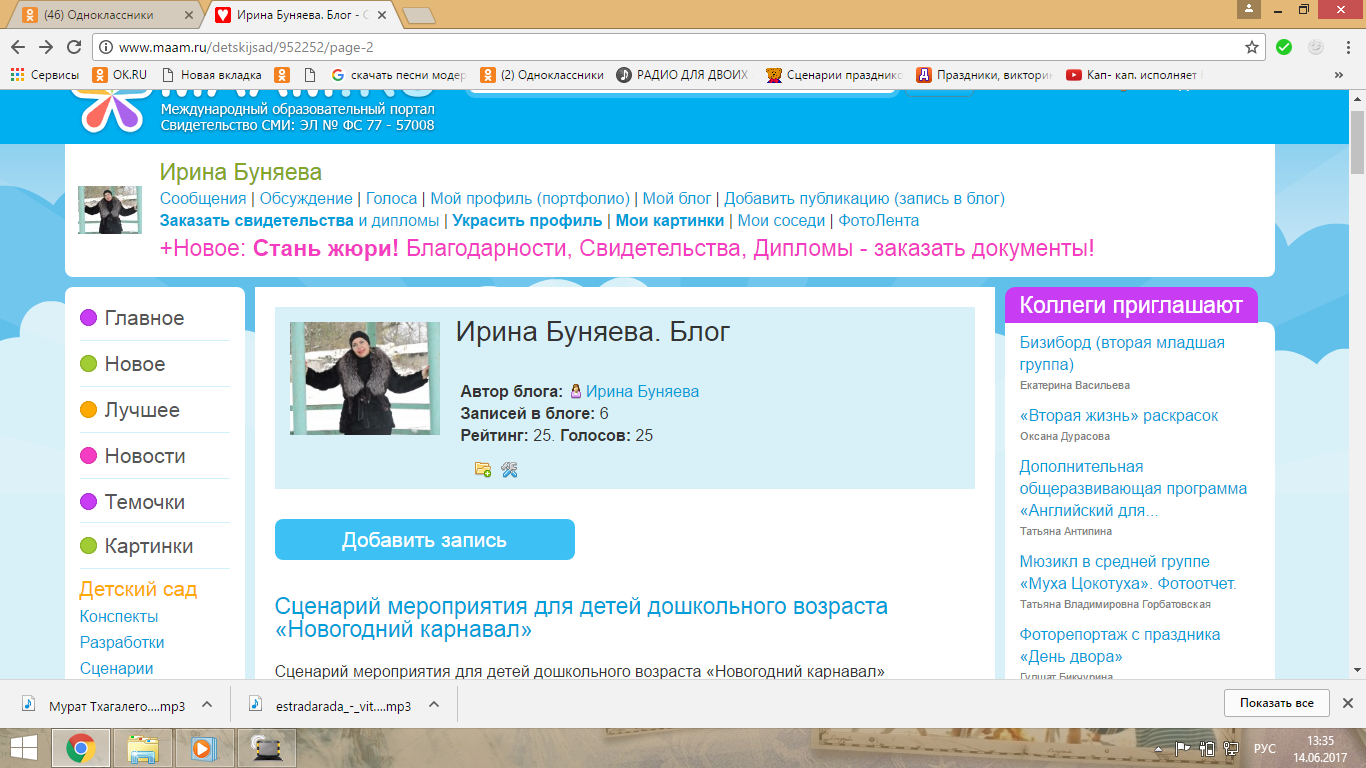 (46) Одноклассники
Ирина Буняева. Блог - С
www.maam.ru/detskijsad/952252/page-2
Сервисы
OK.RU
Новая вкладка
скачать песни модер
(2) Одноклассники
РАДИО ДЛЯ ДВОИХ
Сценарии празднико
Праздники, викторин
Кап- кап. исполняет
»
Международный образовательный портал
Свидетельство СМИ: ЭЛ № ФС 77 - 57008
Ирина Буняева
Сообщения | Обсуждение | Голоса | Мой профиль (портфолио) | Мой блог | Добавить публикацию (запись в блог)
Заказать свидетельства и дипломы | Украсить профиль | Мои картинки | Мои соседи | ФотоЛента
+Новое: Стань жюри! Благодарности, Свидетельства, Дипломы - заказать документы!
Главное
Новое
Лучшее
Новости
Темочки
Картинки
Детский сад
Конспекты
Разработки
Сценарии
Ирина Буняева. Блог
Автор блога: Ирина Буняева
Записей в блоге: 6
Рейтинг: 25. Голосов: 25
Добавить запись
Сценарий мероприятия для детей дошкольного возраста
«Новогодний карнавал»
Сценарий мероприятия для детей дошкольного возраста «Новогодний карнавал»
Коллеги приглашают
Бизиборд (вторая младшая
группа)
Екатерина Васильева
«Вторая жизнь» раскрасок
Оксана Дурасова
Дополнительная
общеразвивающая программа
«Английский для...
Татьяна Антипина
Мюзикл в средней группе
«Муха Цокотуха». Фотоотчет.
Татьяна Владимировна Горбатовская
Фоторепортаж с праздника
«День двора»
Гулшат Бикчурина
Мурат Тхагалего....mp3
estradarada_-_vit....mp3
Показать все
РУС
13:35
14.06.2017